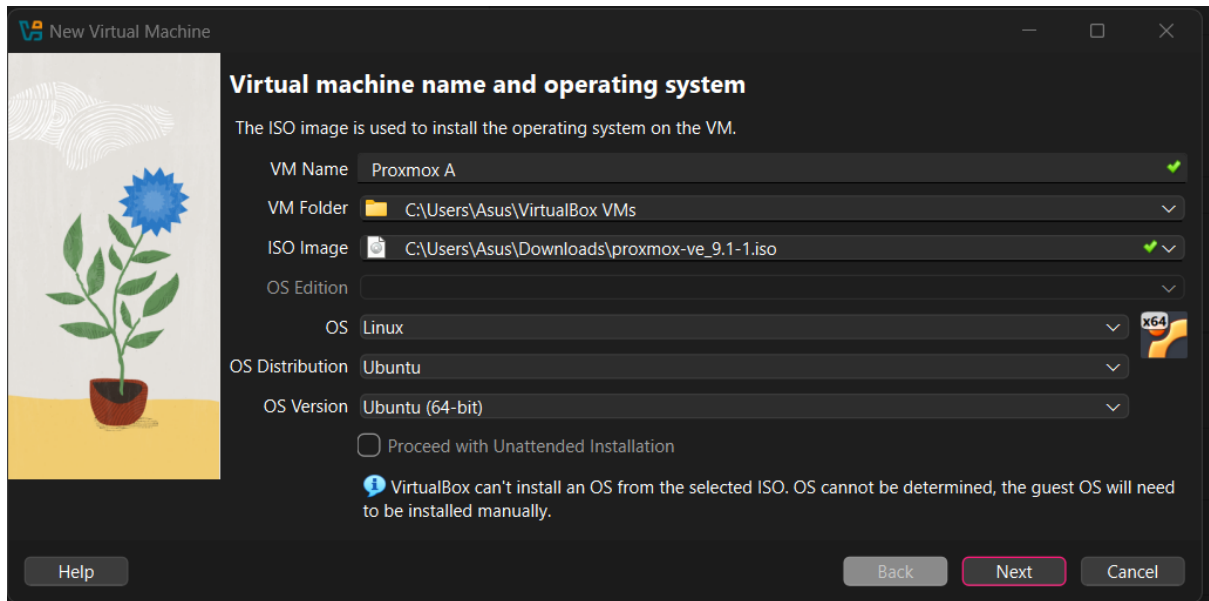 New Virtual Machine
Virtual machine name and operating system
The ISO image is used to install the operating system on the VM.
VM Name Proxmox A
VM Folder C:\Users\Asus\VirtualBox VMs
ISO Image C:\Users\Asus\Downloads\proxmox-ve_9.1-1.iso
OS Edition
OS Linux
x64
OS Distribution Ubuntu
OS Version Ubuntu (64-bit)
Proceed with Unattended Installation
VirtualBox can't install an OS from the selected ISO. OS cannot be determined, the guest OS will need
to be installed manually.
Help Back Next Cancel